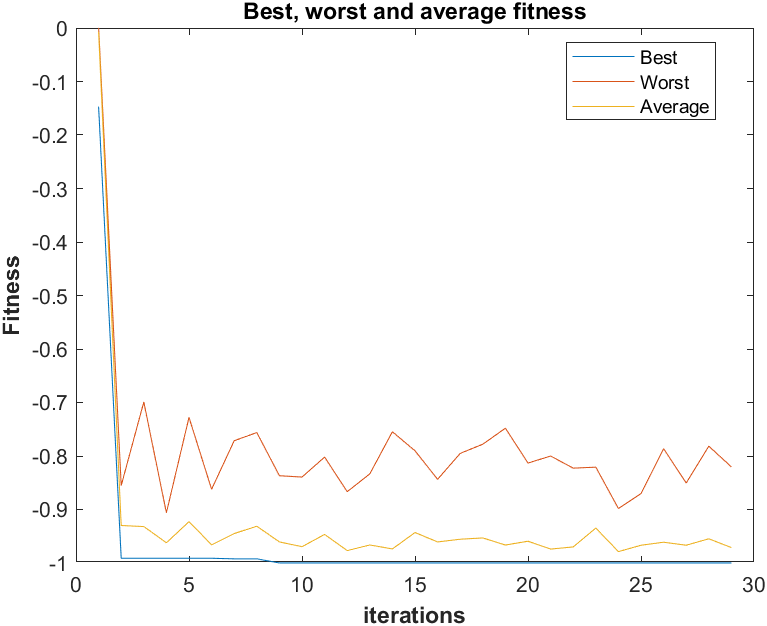 Best, worst and average fitness
0
-0.1
-0.2
-0.3
-0.4
-0.5
-0.6
-0.7
-0.8
-0.9
-1
Fitness
Best
Worst
Average
0 5 10 15 20 25 30
iterations